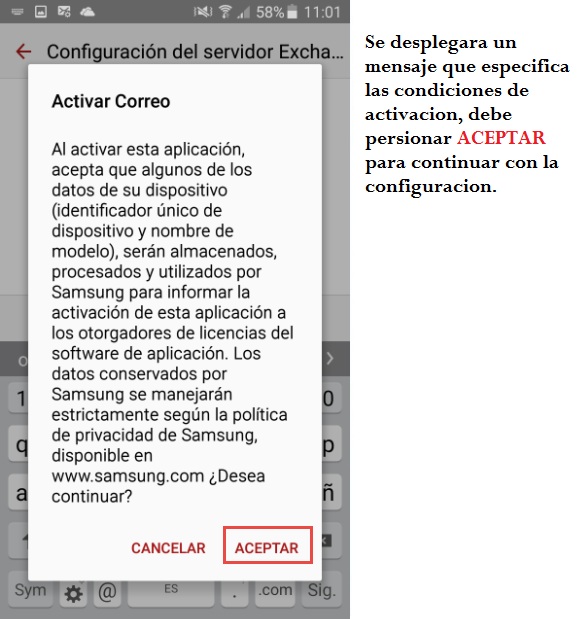 58% 11:01
Configuración del servidor Excha...
Activar Correo
Al activar esta aplicación,
acepta que algunos de los
datos de su dispositivo
(identificador único de
dispositivo y nombre de
modelo), serán almacenados,
procesados y utilizados por
Samsung para informar la
activación de esta aplicación a
los otorgadores de licencias del
software de aplicación. Los
datos conservados por
Samsung se manejarán
estrictamente según la política
de privacidad de Samsung,
disponible en
www.samsung.com ¿Desea
continuar?
CANCELAR ACEPTAR
o
1 0
q p
a ñ
Sym @ ES . .com Sig.
Se desplegara un
mensaje que especifica
las condiciones de
activacion, debe
persionar ACEPTAR
para continuar con la
configuracion.